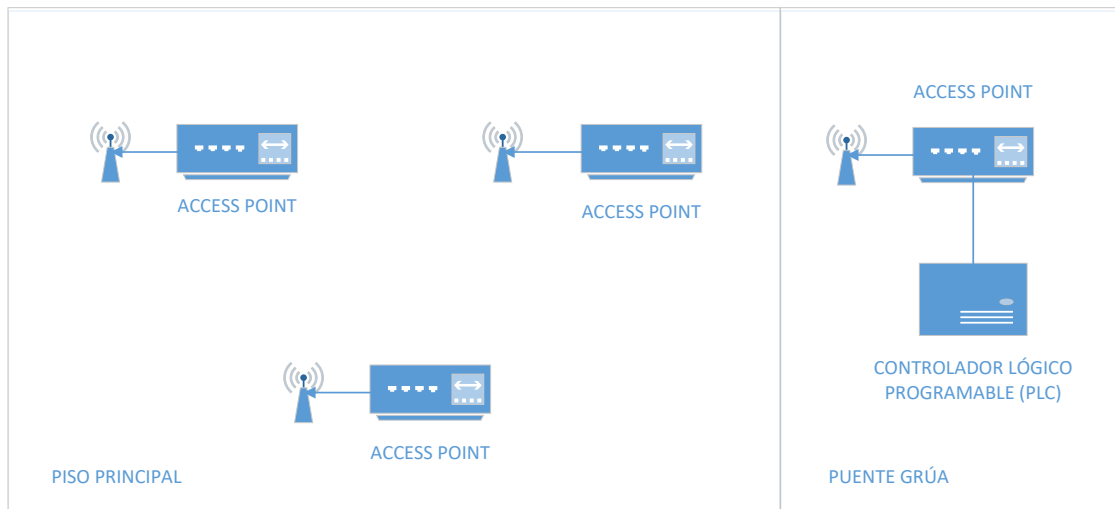 ACCESS POINT
ACCESS POINT
ACCESS POINT
PISO PRINCIPAL
ACCESS POINT
CONTROLADOR LÓGICO
PROGRAMABLE (PLC)
PUENTE GRÚA